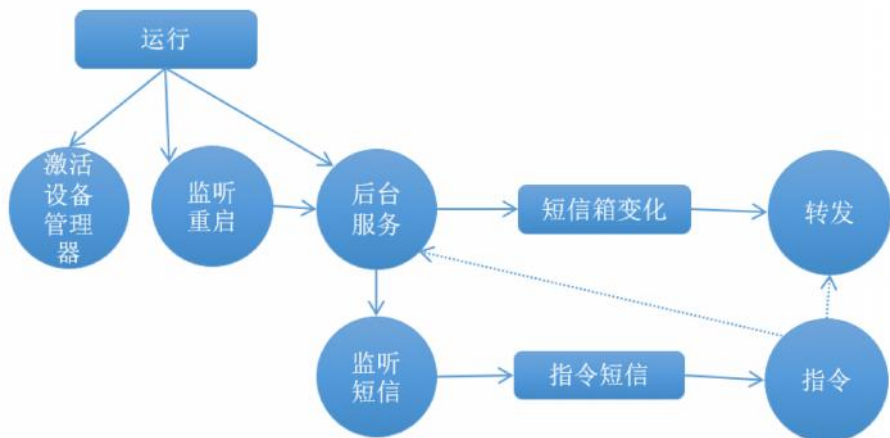 运行
激活
设备
管理
器
监听
重启
后台
服务
短信箱变化
转发
监听
短信
指令短信
指令